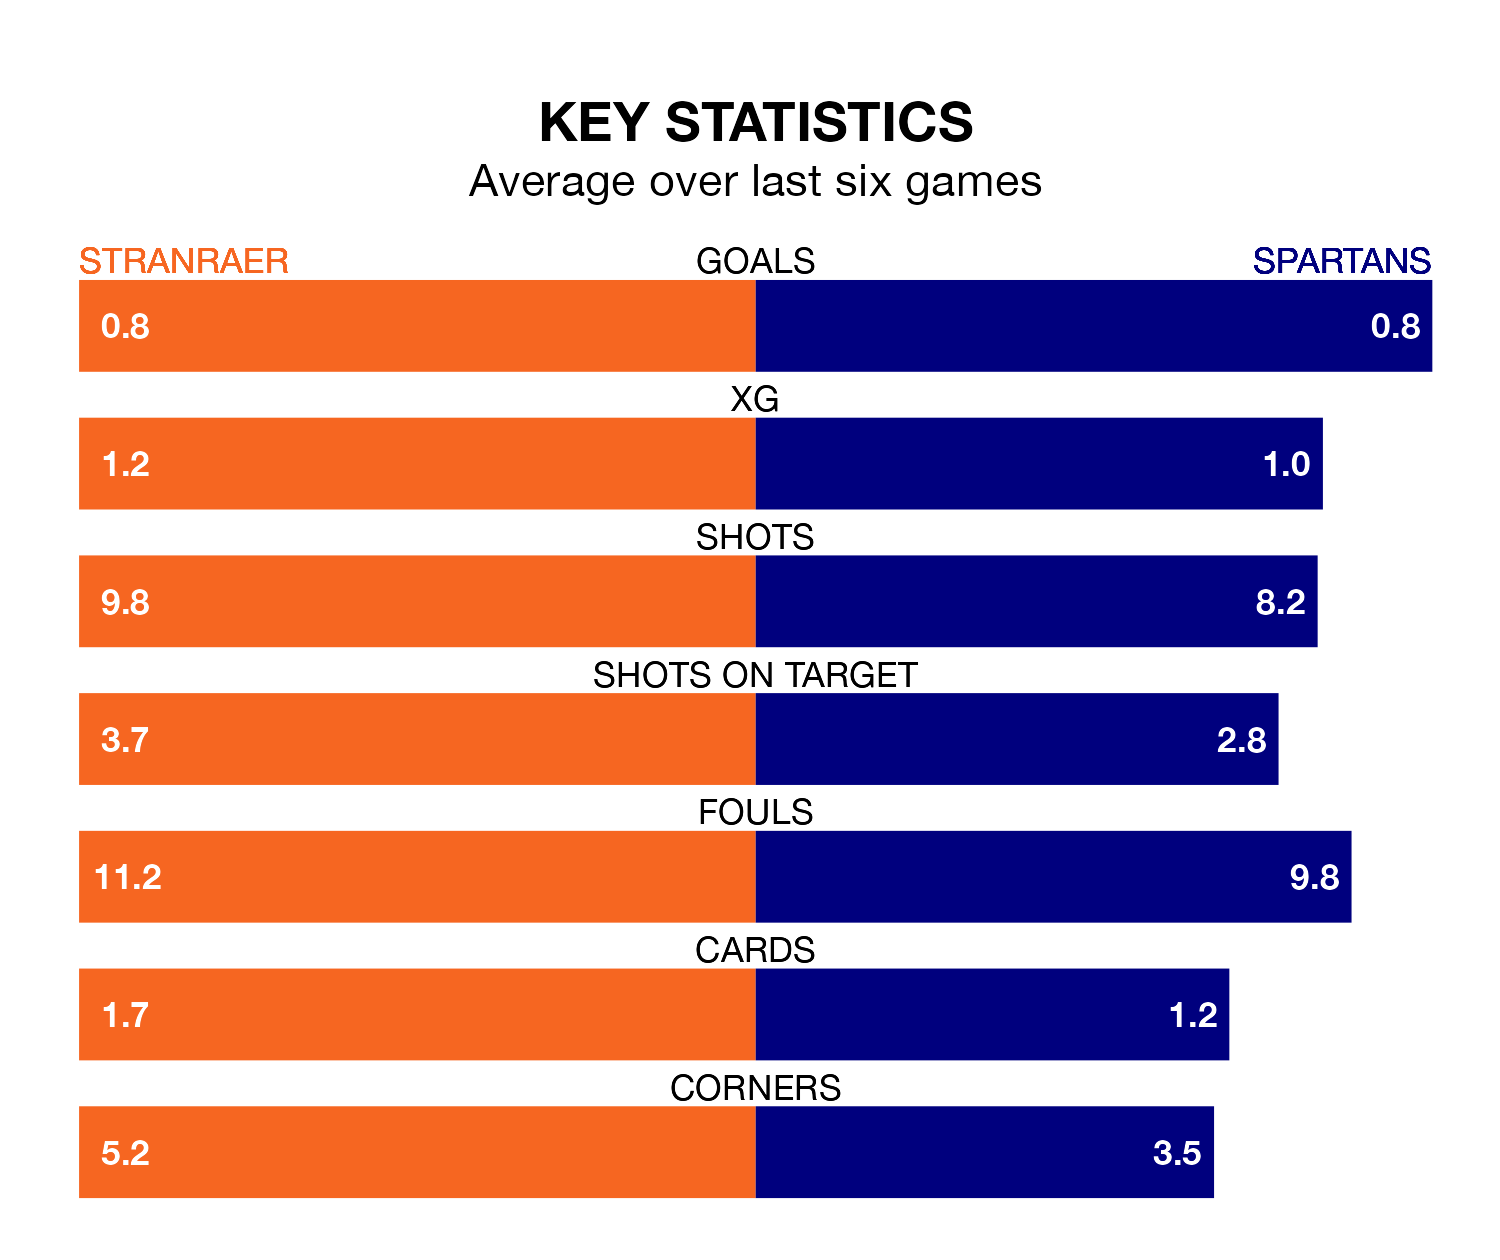 KEY STATISTICS
Average over last six games
STRANRAER GOALS SPARTANS
0.8 0.8
XG
1.2 1.0
SHOTS
9.8 8.2
SHOTS ON TARGET
3.7 2.8
FOULS
11.2 9.8
CARDS
1.7 1.2
CORNERS
5.2 3.5